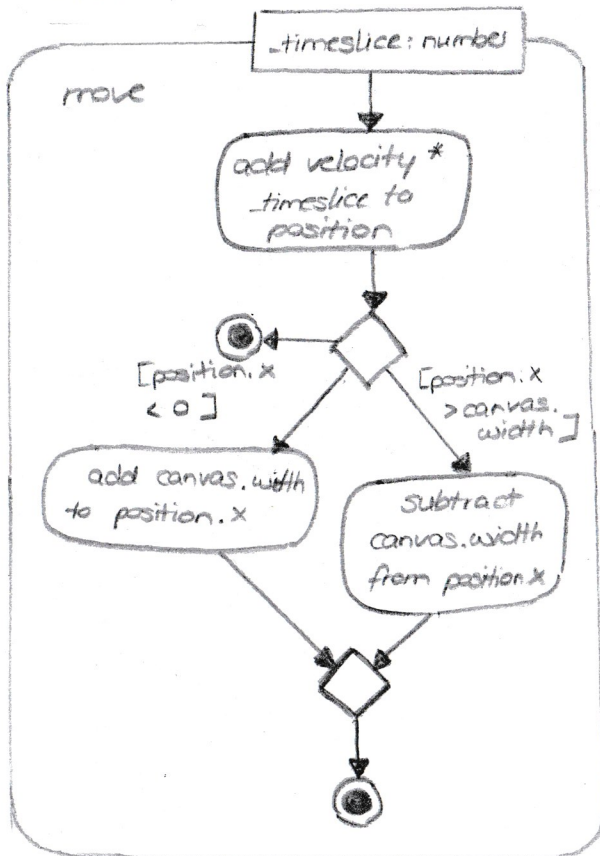 _timeslice: number
move
add velocity *
_timeslice to
position
[position.x
< 0 ]
[position.x
> canvas.
width ]
add canvas.width
to position.x
subtract
canvas.width
from position.x